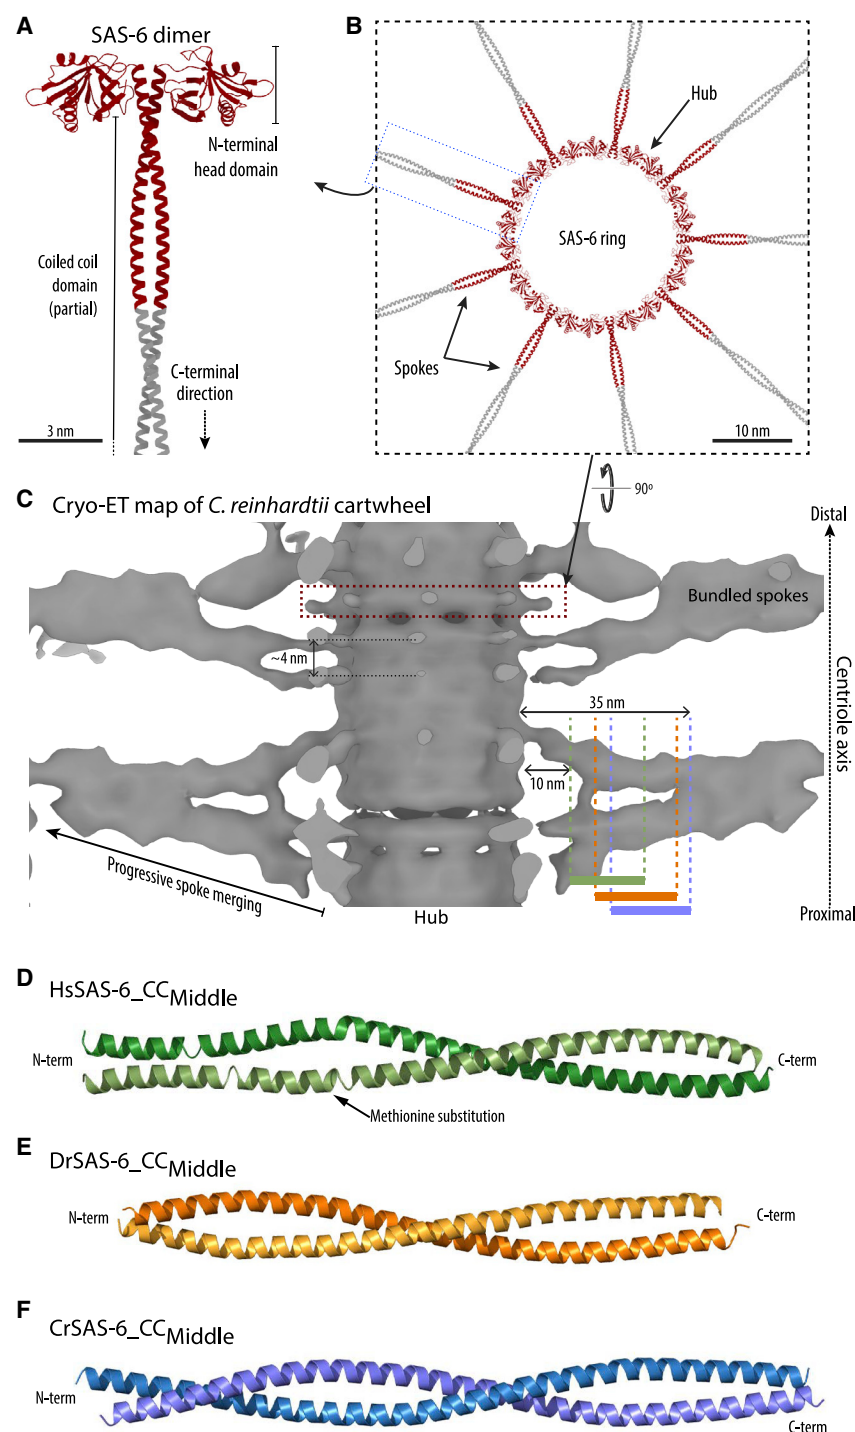 A
SAS-6 dimer
N-terminal
head domain
Coiled coil
domain
(partial)
C-terminal
direction
3 nm
B
Hub
SAS-6 ring
Spokes
10 nm
90º
C
Cryo-ET map of C. reinhardtii cartwheel
Distal
Bundled spokes
~4 nm
35 nm
10 nm
Centriole axis
Progressive spoke merging
Hub
Proximal
D
HsSAS-6_CCMiddle
N-term
C-term
Methionine substitution
E
DrSAS-6_CCMiddle
N-term
C-term
F
CrSAS-6_CCMiddle
N-term
C-term